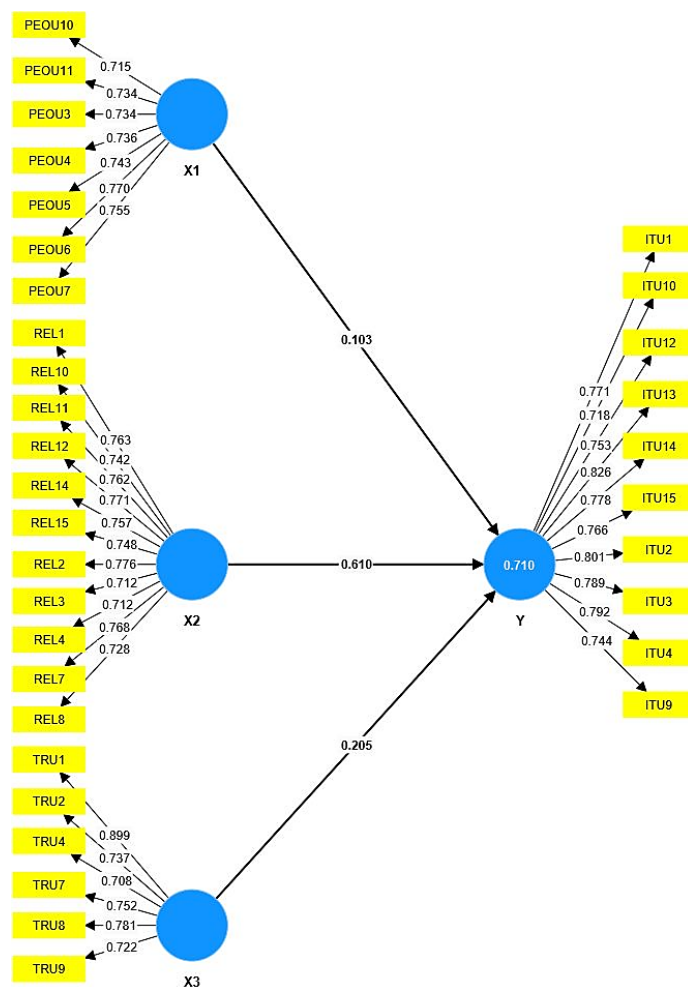 PEOU10
PEOU11
PEOU3
PEOU4
PEOU5
PEOU6
PEOU7
0.715
0.734
0.734
0.736
0.743
0.770
0.755
X1
REL1
REL10
REL11
REL12
REL14
REL15
REL2
REL3
REL4
REL7
REL8
0.763
0.742
0.762
0.771
0.757
0.748
0.776
0.712
0.712
0.768
0.728
X2
TRU1
TRU2
TRU4
TRU7
TRU8
TRU9
0.899
0.737
0.708
0.752
0.781
0.722
X3
0.103
0.610
0.205
0.710
Y
0.771
0.718
0.753
0.826
0.778
0.766
0.801
0.789
0.792
0.744
ITU1
ITU10
ITU12
ITU13
ITU14
ITU15
ITU2
ITU3
ITU4
ITU9